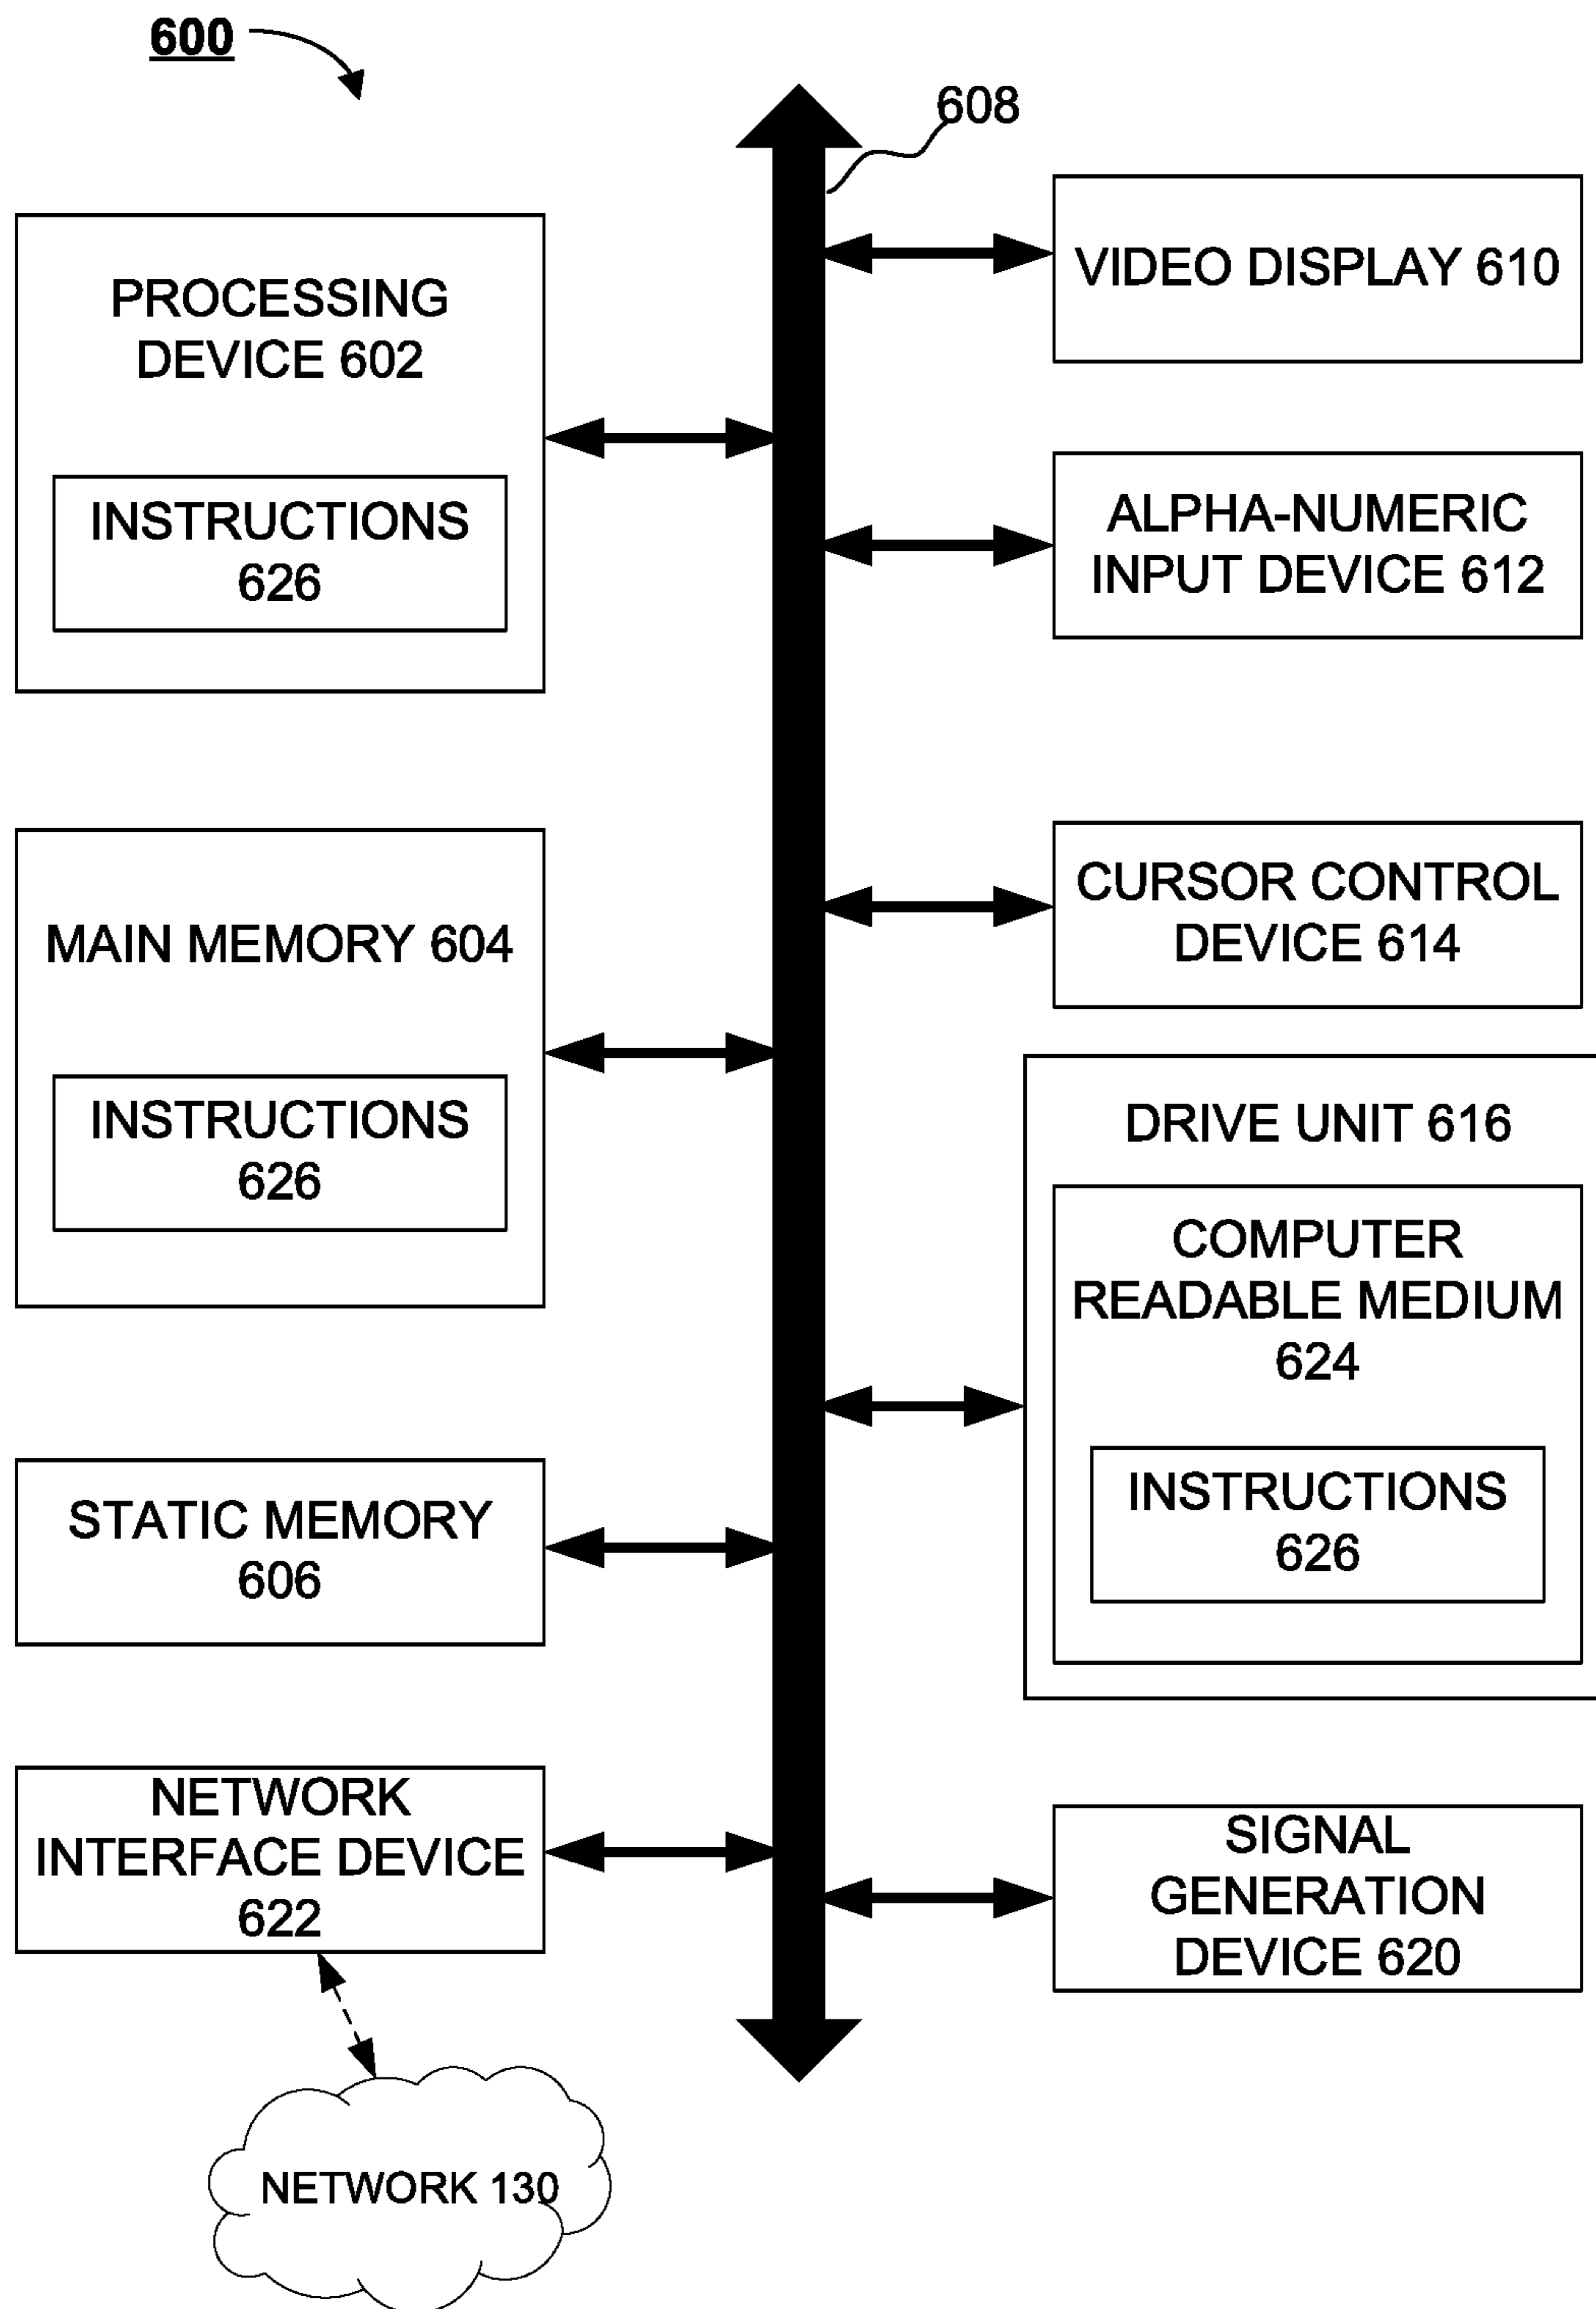 600
608
PROCESSING
DEVICE 602
INSTRUCTIONS
626
MAIN MEMORY 604
INSTRUCTIONS
626
STATIC MEMORY
606
NETWORK
INTERFACE DEVICE
622
NETWORK 130
VIDEO DISPLAY 610
ALPHA-NUMERIC
INPUT DEVICE 612
CURSOR CONTROL
DEVICE 614
DRIVE UNIT 616
COMPUTER
READABLE MEDIUM
624
INSTRUCTIONS
626
SIGNAL
GENERATION
DEVICE 620